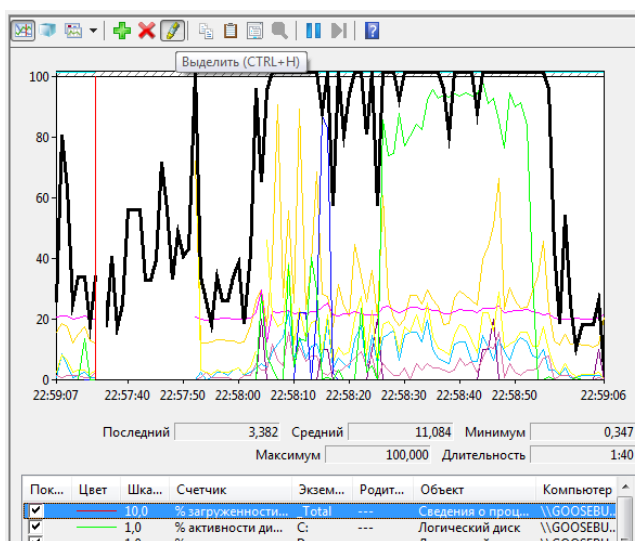 Выделить (CTRL+H)
100
80
60
40
20
0
22:59:07 22:57:40 22:57:50 22:58:00 22:58:10 22:58:20 22:58:30 22:58:40 22:58:50 22:59:06
Последний 3,382 Средний 11,084 Минимум 0,347
Максимум 100,000 Длительность 1:40
Пок... Цвет Шка... Счетчик Экзем... Родит... Объект Компьютер
10,0 % загруженности... _Total --- Сведения о проц... \\GOOSEBU...
1,0 % активности ди... C: --- Логический диск \\GOOSEBU...